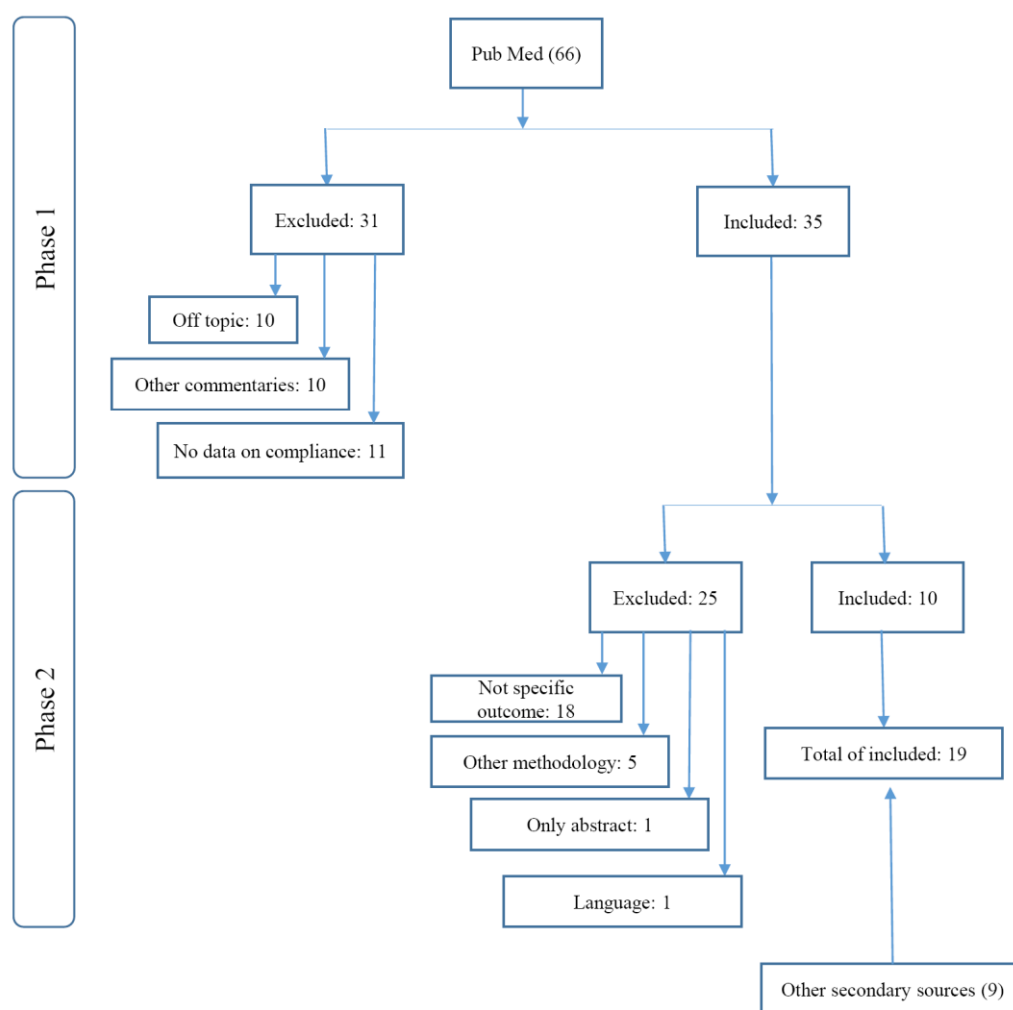 Phase 1
Pub Med (66)
Excluded: 31
Included: 35
Off topic: 10
Other commentaries: 10
No data on compliance: 11
Phase 2
Excluded: 25
Included: 10
Not specific
outcome: 18
Other methodology: 5
Total of included: 19
Only abstract: 1
Language: 1
Other secondary sources (9)